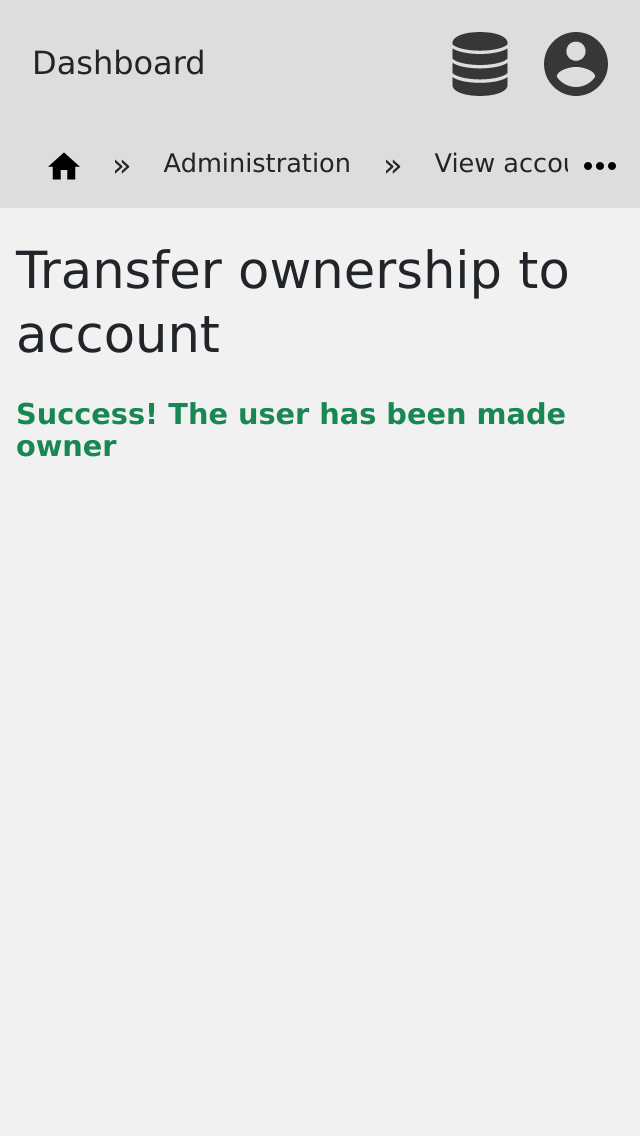 Dashboard
» Administration » View accou
Transfer ownership to
account
Success! The user has been made
owner